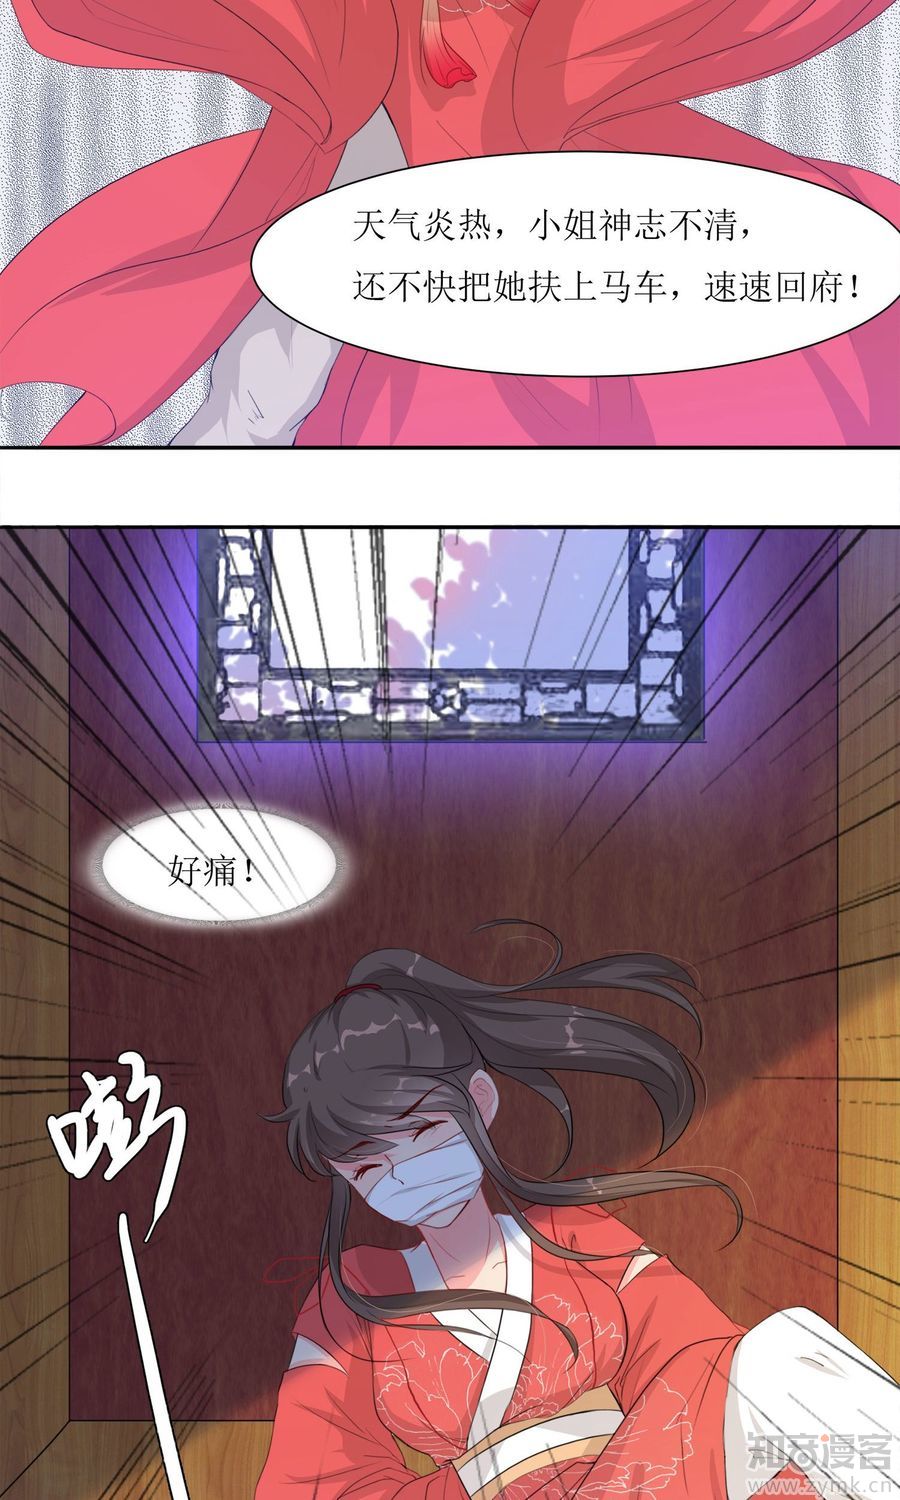 天气炎热，小姐神志不清，
还不快把她扶上马车，速速回府！
好痛！
嘭
知音漫客
www.zymk.cn